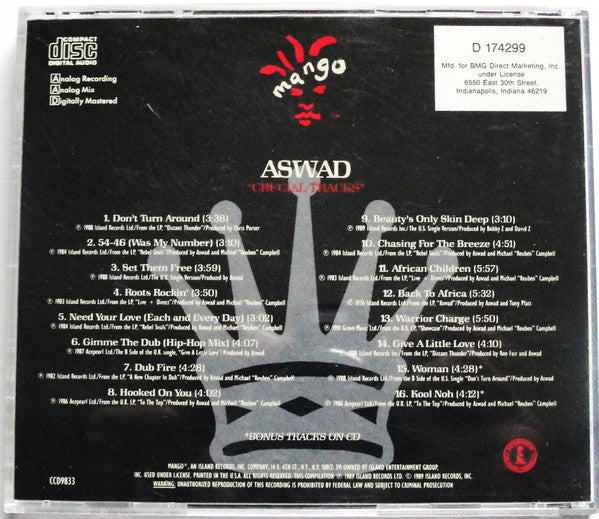 COMPACT
disc
DIGITAL AUDIO
A Analog Recording
A Analog Mix
D Digitally Mastered
mango
D 174299
Mfd. for BMG Direct Marketing, Inc.
under License
6550 East 30th Street,
Indianapolis, Indiana 46219
ASWAD
"CRUCIAL TRACKS"
1. Don't Turn Around (3:38)
℗ 1988 Island Records Ltd./From the LP, "Distant Thunder"/Produced by Chris Porter
2. 54-46 (Was My Number) (3:10)
℗ 1984 Island Records Ltd./From the LP, "Rebel Souls"/Produced by Aswad and Michael "Reuben" Campbell
3. Set Them Free (3:59)
℗ 1988 Island Records Ltd./The U.K. Single Version/Produced by Aswad
4. Roots Rockin' (3:50)
℗ 1983 Island Records Ltd./From the LP, "Live + Direct"/Produced by Aswad and Michael "Reuben" Campbell
5. Need Your Love (Each and Every Day) (3:02)
℗ 1984 Island Records Ltd./From the LP, "Rebel Souls"/Produced by Aswad and Michael "Reuben" Campbell
6. Gimme The Dub (Hip-Hop Mix) (4:07)
℗ 1987 Acepearl Ltd/The B Side of the U.K. single, "Give A Little Love"/Produced by Aswad
7. Dub Fire (4:28)
℗ 1982 Island Records Ltd./From the LP, "A New Chapter In Dub"/Produced by Aswad and Michael "Reuben" Campbell
8. Hooked On You (4:02)
℗ 1986 Acepearl Ltd./From the U.K. LP, "To The Top"/Produced by Aswad and Michael "Reuben" Campbell
9. Beauty's Only Skin Deep (3:10)
℗ 1989 Island Records Inc/The U.S. Single Version/Produced by Bobby Z and David Z
10. Chasing For The Breeze (4:51)
℗ 1984 Island Records Ltd./From the LP, "Rebel Souls"/Produced by Aswad and Michael "Reuben" Campbell
11. African Children (5:57)
℗ 1983 Island Records Ltd./From the LP, "Live + Direct"/Produced by Aswad and Michael "Reuben" Campbell
12. Back To Africa (5:32)
℗ 1976 Island Records Ltd./From the LP, "Aswad"/Produced by Aswad and Tony Platt
13. Warrior Charge (5:50)
℗ 1981 Grove Music Ltd./From the U.K. LP, "Showcase"/Produced by Aswad and Michael "Reuben" Campbell
14. Give A Little Love (4:10)
℗ 1988 Island Records Ltd./From the LP, "Distant Thunder"/Produced by Ron Fair and Aswad
15. Woman (4:28)*
℗ 1988 Island Records Ltd./From the B Side of the U.S. Single "Don't Turn Around"/Produced by Aswad
16. Kool Noh (4:12)*
℗ 1986 Acepearl Ltd./From the U.K. LP, "To The Top"/Produced by Aswad and Michael "Reuben" Campbell
*BONUS TRACKS ON CD
MANGO™, AN ISLAND RECORDS, INC. COMPANY, 14 E. 4TH ST., N.Y., N.Y. 10012. TM OWNED BY ISLAND ENTERTAINMENT GROUP,
INC. USED UNDER LICENSE. PRINTED IN THE U.S.A. ALL RIGHTS RESERVED. THIS COMPILATION ℗ 1989 ISLAND RECORDS LTD. © 1989 ISLAND RECORDS, INC.
WARNING: UNAUTHORIZED REPRODUCTION OF THIS RECORDING IS PROHIBITED BY FEDERAL LAW AND SUBJECT TO CRIMINAL PROSECUTION
CCD9833